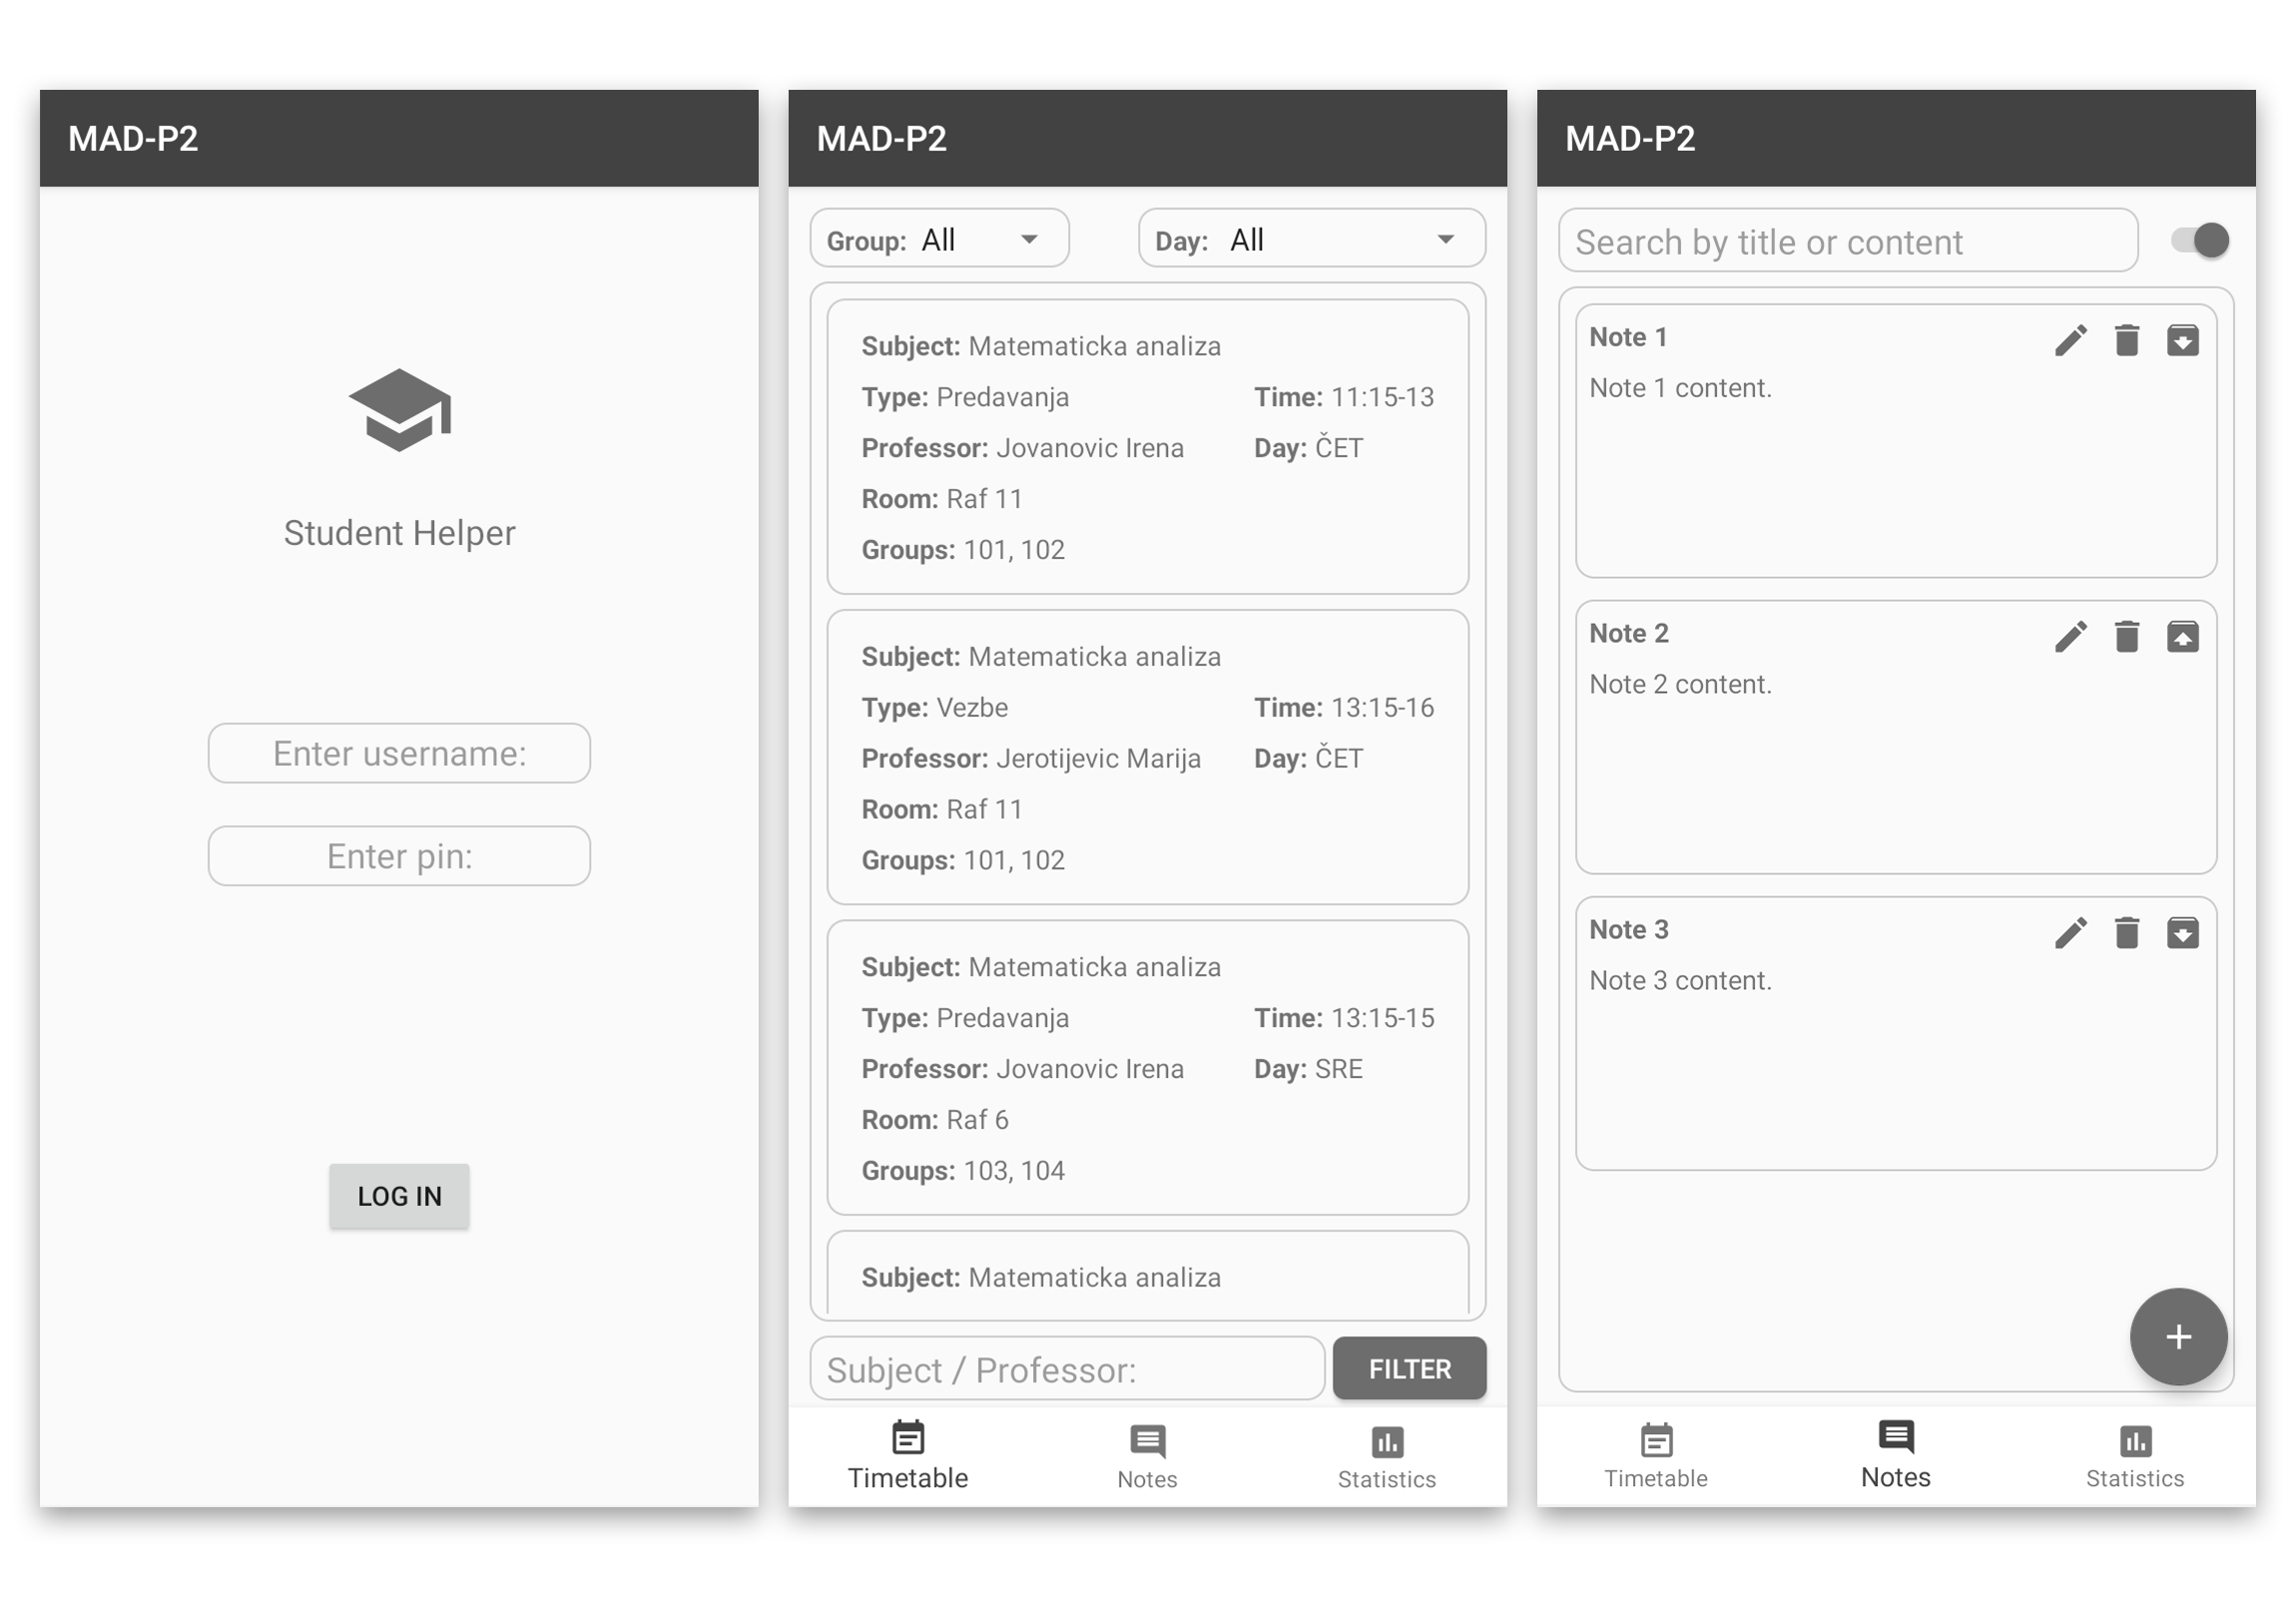 MAD-P2
Student Helper
Enter username:
Enter pin:
LOG IN
MAD-P2
Group: All
Day: All
Subject: Matematicka analiza
Type: Predavanja
Time: 11:15-13
Professor: Jovanovic Irena
Day: ČET
Room: Raf 11
Groups: 101, 102
Subject: Matematicka analiza
Type: Vezbe
Time: 13:15-16
Professor: Jerotijevic Marija
Day: ČET
Room: Raf 11
Groups: 101, 102
Subject: Matematicka analiza
Type: Predavanja
Time: 13:15-15
Professor: Jovanovic Irena
Day: SRE
Room: Raf 6
Groups: 103, 104
Subject: Matematicka analiza
Subject / Professor:
FILTER
Timetable
Notes
Statistics
MAD-P2
Search by title or content
Note 1
Note 1 content.
Note 2
Note 2 content.
Note 3
Note 3 content.
Timetable
Notes
Statistics